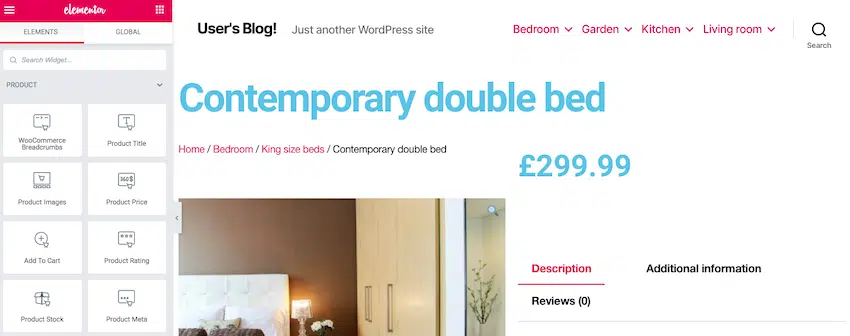 elementor
ELEMENTS
GLOBAL
Search Widget...
PRODUCT
WooCommerce
Breadcrumbs
Product Title
Product Images
360$
Product Price
Add To Cart
Product Rating
Product Stock
Product Meta
User's Blog!
Just another WordPress site
Bedroom
Garden
Kitchen
Living room
Search
Contemporary double bed
Home / Bedroom / King size beds / Contemporary double bed
£299.99
Description
Additional information
Reviews (0)